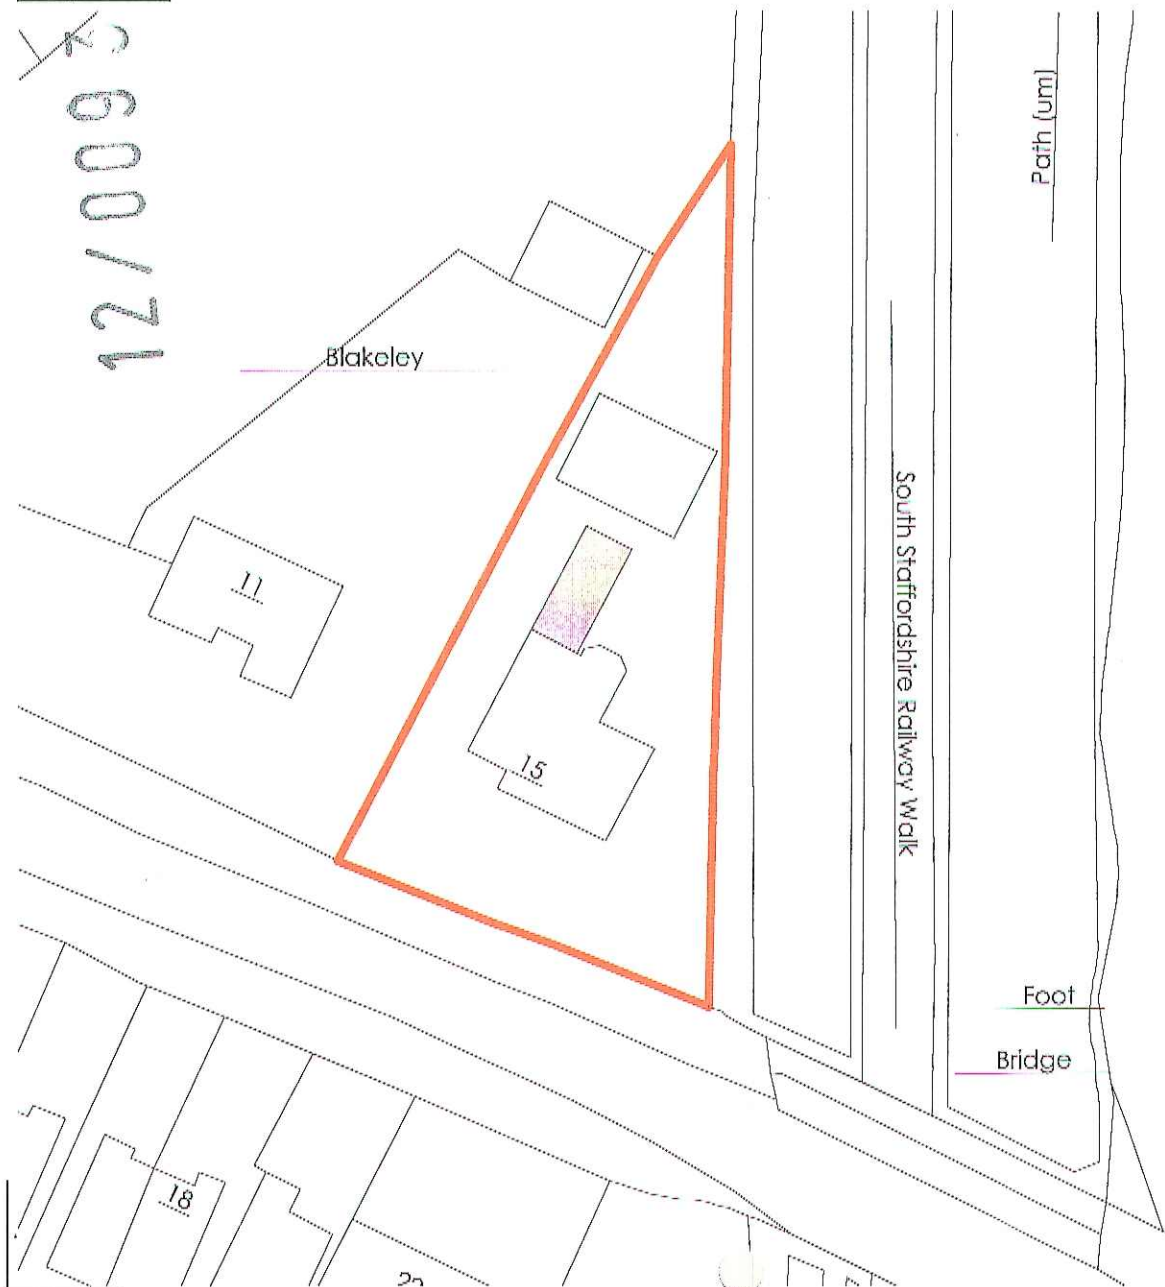 12/0093
Path (um)
Blakeley
South Staffordshire Railway Walk
11
15
Foot
Bridge
18